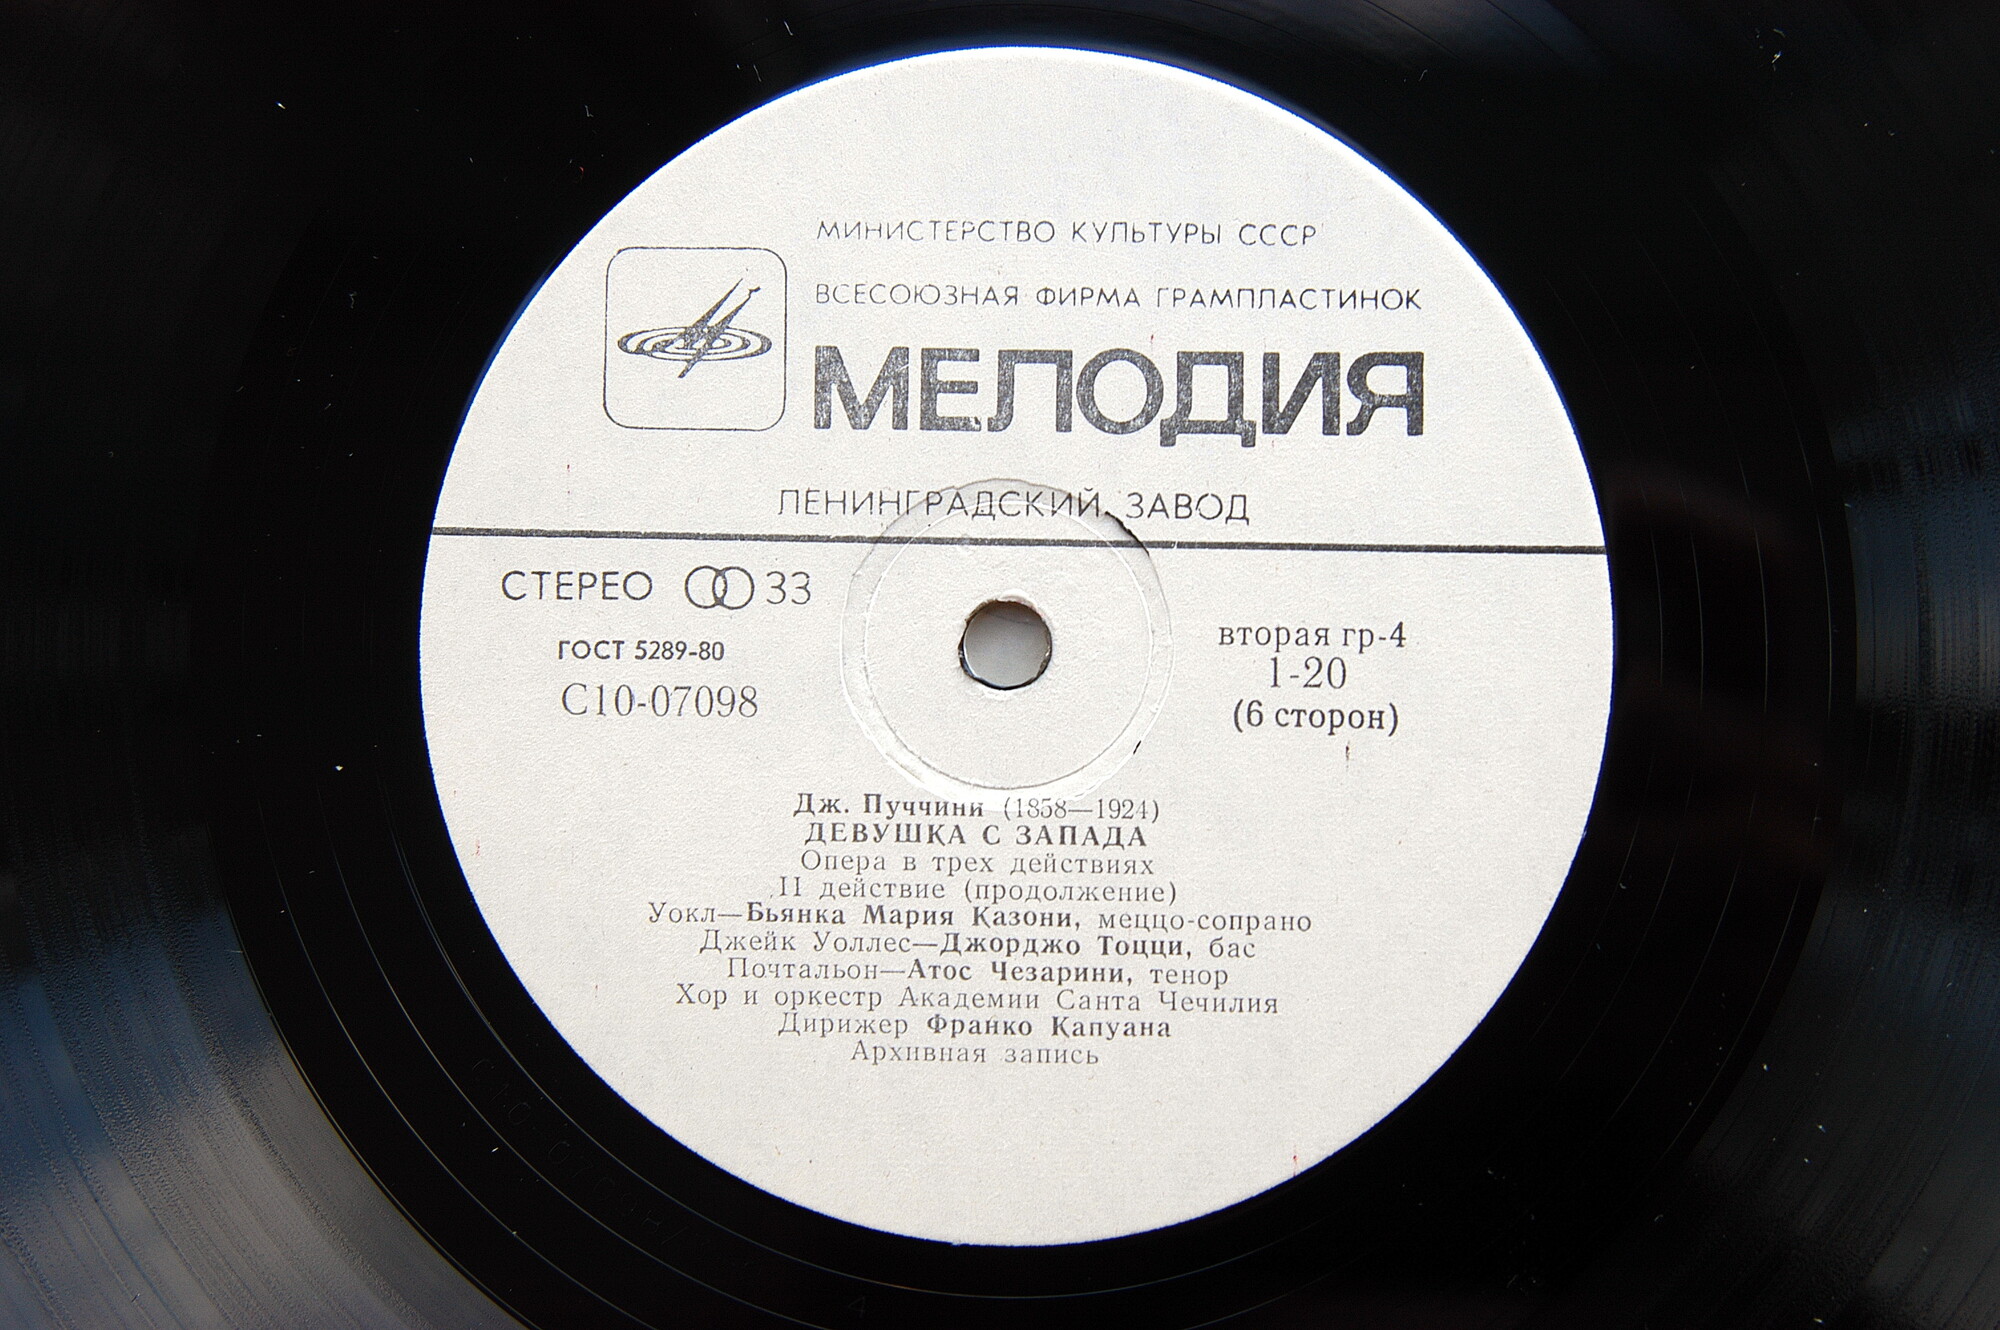 МИНИСТЕРСТВО КУЛЬТУРЫ СССР
ВСЕСОЮЗНАЯ ФИРМА ГРАМПЛАСТИНОК
МЕЛОДИЯ
ЛЕНИНГРАДСКИЙ ЗАВОД
СТЕРЕО 33
ГОСТ 5289-80
С10-07098
вторая гр-4
1-20
(6 сторон)
Дж. Пуччини (1858—1924)
ДЕВУШКА С ЗАПАДА
Опера в трех действиях
II действие (продолжение)
Уокл—Бьянка Мария Казони, меццо-сопрано
Джейк Уоллес—Джорджо Тоцци, бас
Почтальон—Атос Чезарини, тенор
Хор и оркестр Академии Санта Чечилия
Дирижер Франко Капуана
Архивная запись